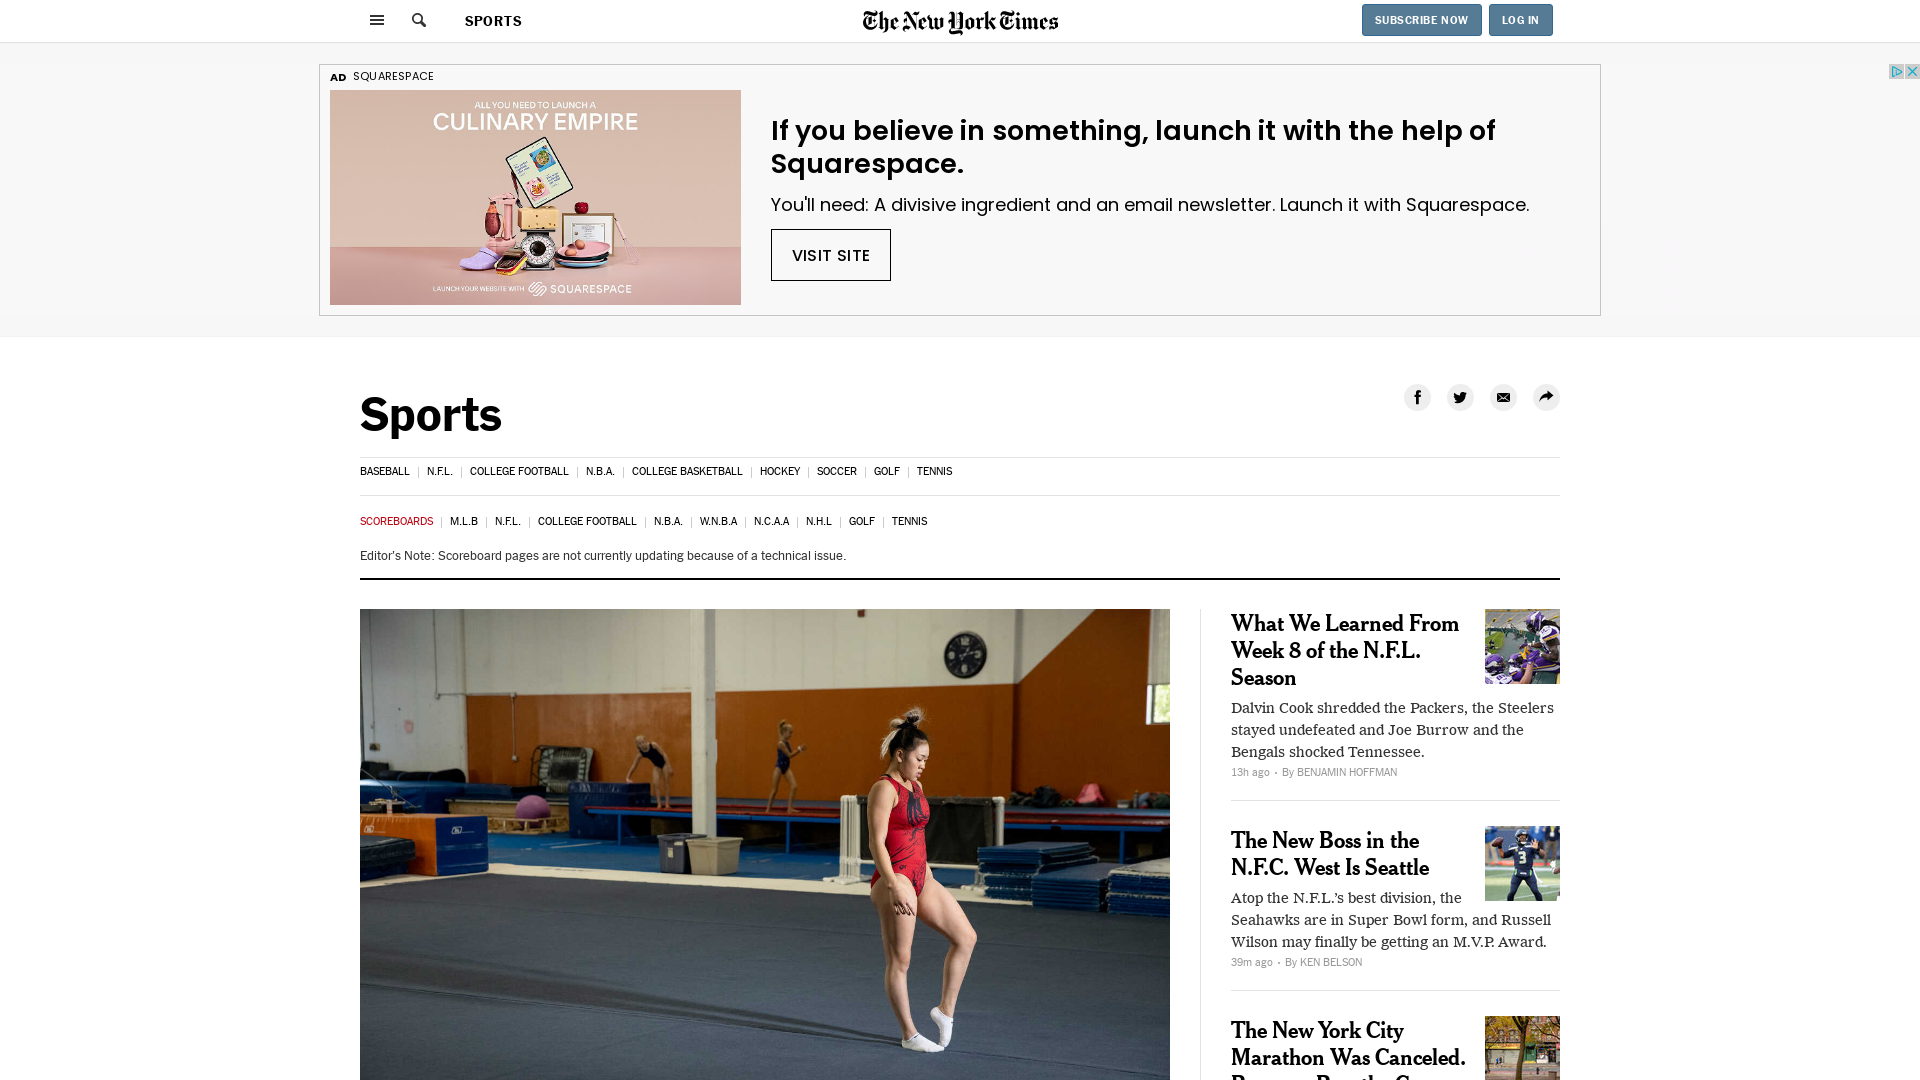 SPORTS
The New York Times
SUBSCRIBE NOW
LOG IN
AD SQUARESPACE
ALL YOU NEED TO LAUNCH A
CULINARY EMPIRE
LAUNCH YOUR WEBSITE WITH SQUARESPACE
If you believe in something, launch it with the help of
Squarespace.
You'll need: A divisive ingredient and an email newsletter. Launch it with Squarespace.
VISIT SITE
Sports
BASEBALL | N.F.L. | COLLEGE FOOTBALL | N.B.A. | COLLEGE BASKETBALL | HOCKEY | SOCCER | GOLF | TENNIS
SCOREBOARDS | M.L.B | N.F.L. | COLLEGE FOOTBALL | N.B.A. | W.N.B.A | N.C.A.A | N.H.L | GOLF | TENNIS
Editor's Note: Scoreboard pages are not currently updating because of a technical issue.
What We Learned From
Week 8 of the N.F.L.
Season
Dalvin Cook shredded the Packers, the Steelers
stayed undefeated and Joe Burrow and the
Bengals shocked Tennessee.
13h ago • By BENJAMIN HOFFMAN
The New Boss in the
N.F.C. West Is Seattle
Atop the N.F.L.’s best division, the
Seahawks are in Super Bowl form, and Russell
Wilson may finally be getting an M.V.P. Award.
39m ago • By KEN BELSON
The New York City
Marathon Was Canceled.